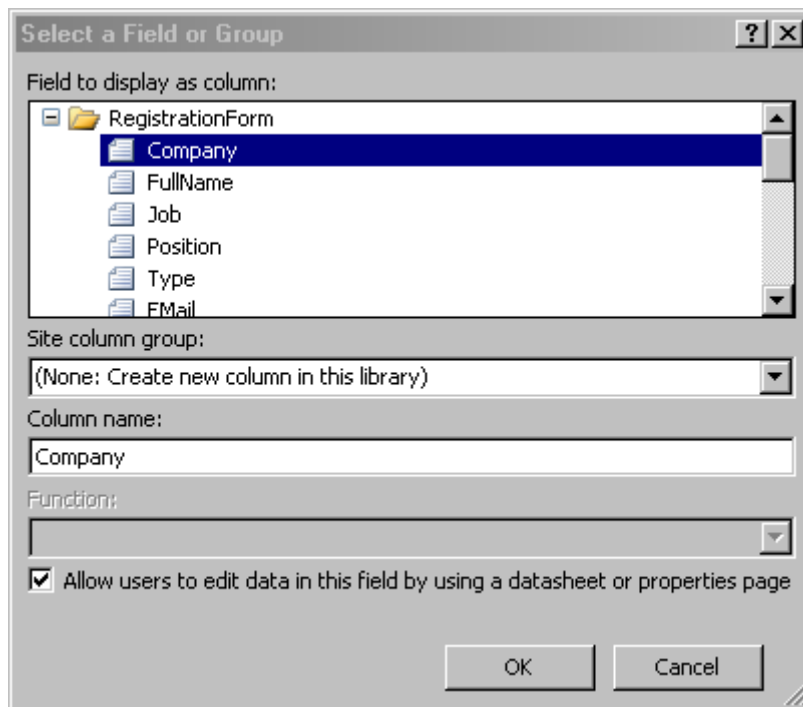 Select a Field or Group
Field to display as column:
RegistrationForm
Company
FullName
Job
Position
Type
EMail
Site column group:
(None: Create new column in this library)
Column name:
Company
Function:
Allow users to edit data in this field by using a datasheet or properties page
OK Cancel